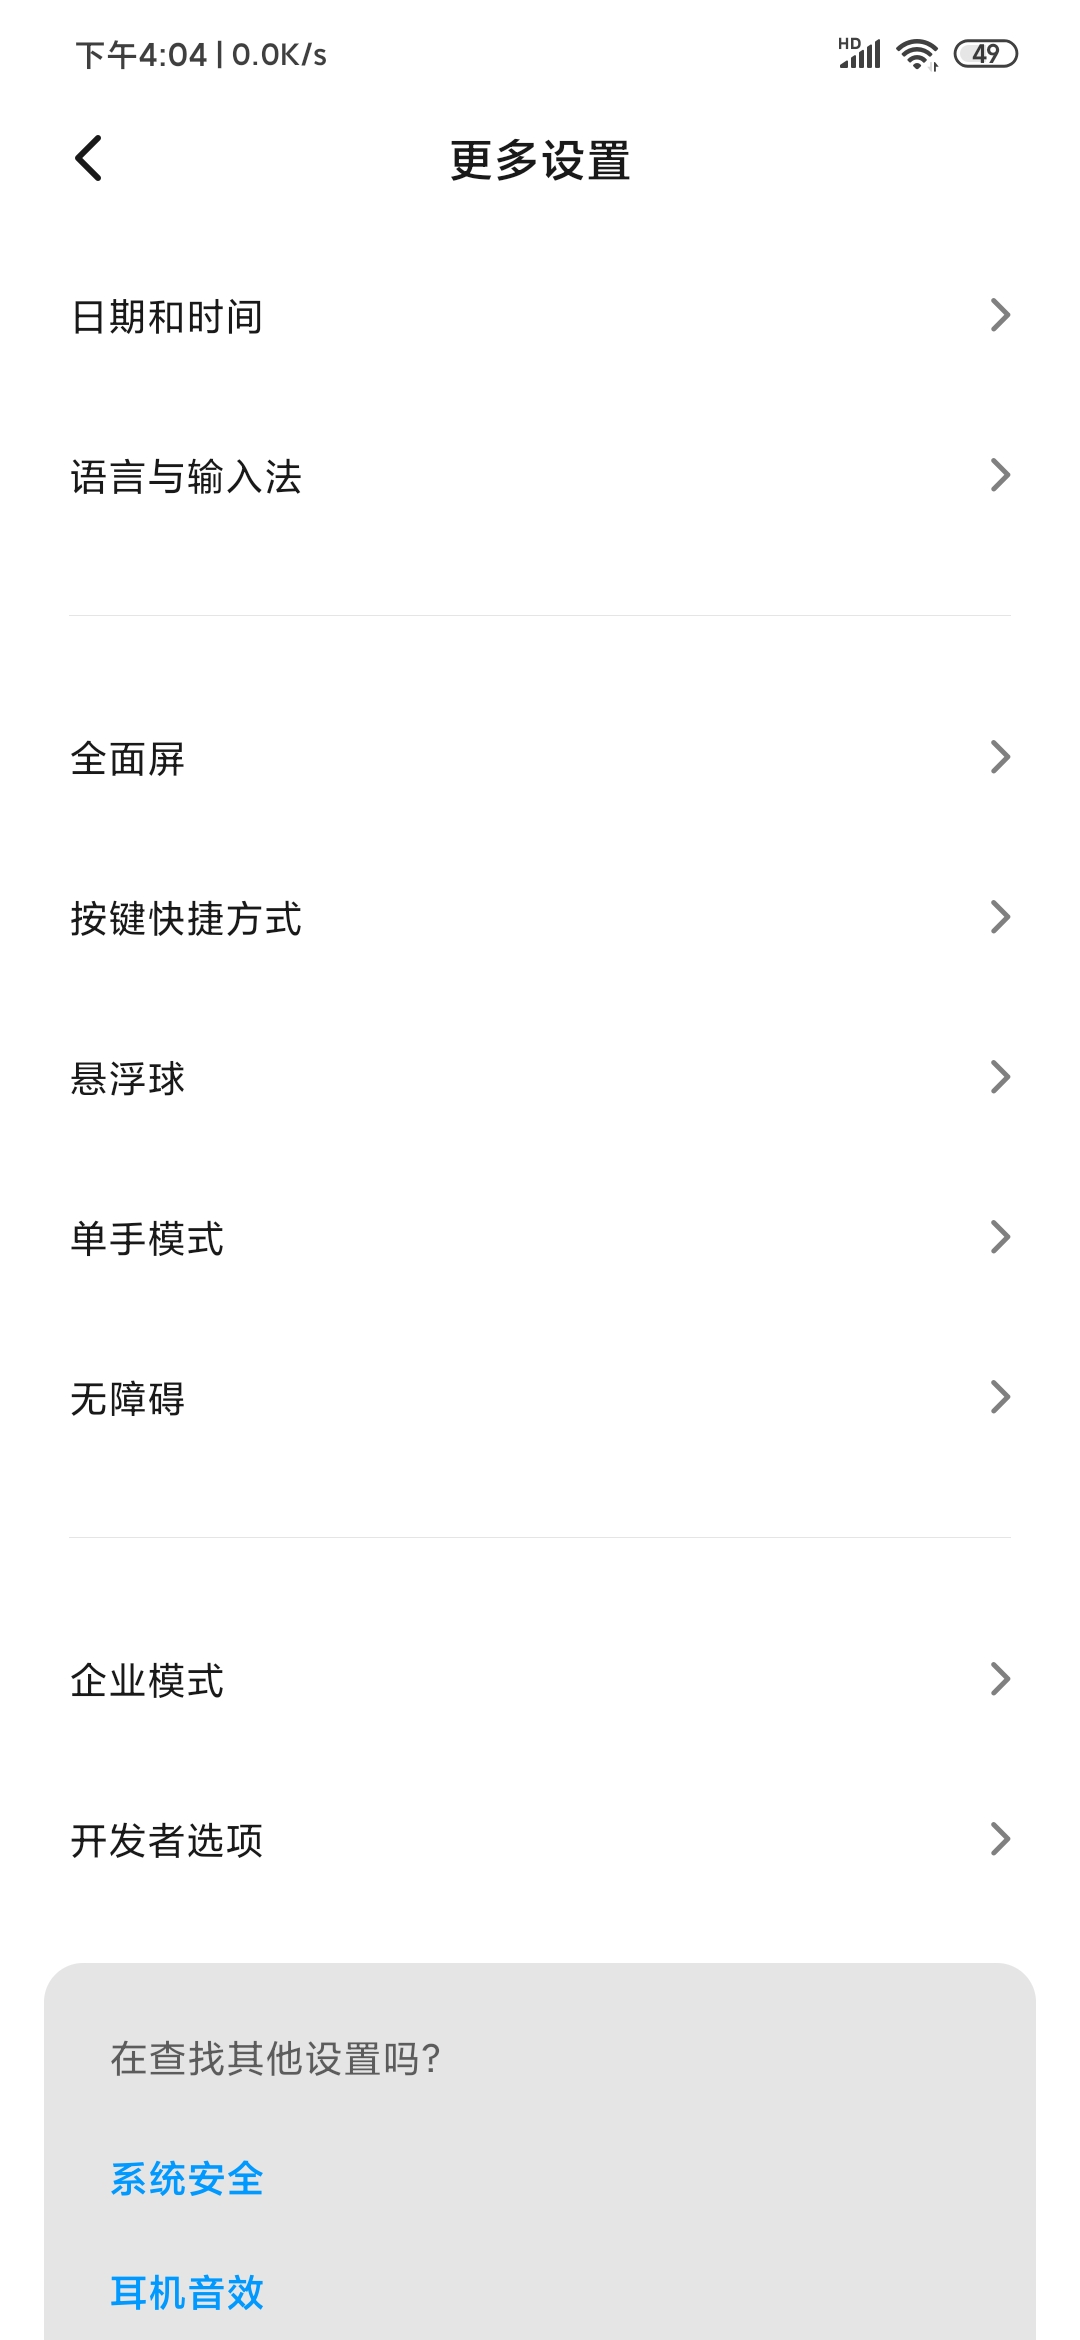 下午4:04 | 0.0K/s HD 49
更多设置
日期和时间
语言与输入法
全面屏
按键快捷方式
悬浮球
单手模式
无障碍
企业模式
开发者选项
在查找其他设置吗?
系统安全
耳机音效